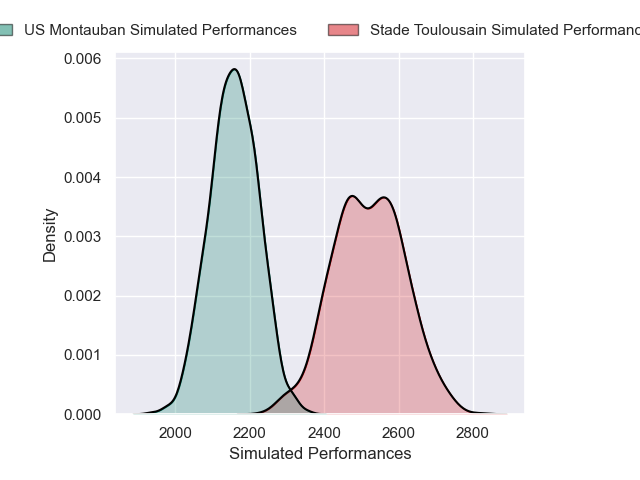 US Montauban Simulated Performances
Stade Toulousain Simulated Performanc
0.006
0.005
0.004
0.003
0.002
0.001
0.000
Density
2000 2200 2400 2600 2800
Simulated Performances